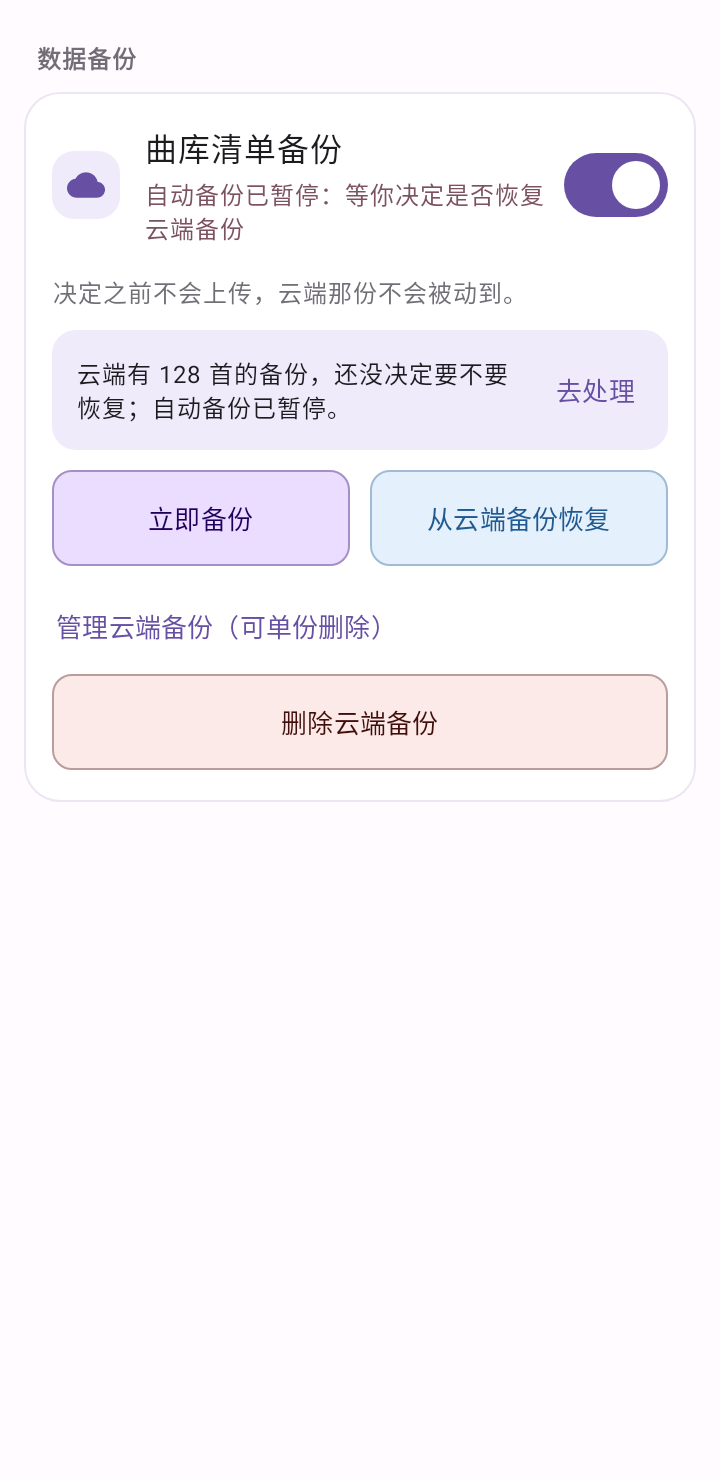 数据备份
曲库清单备份
自动备份已暂停：等你决定是否恢复
云端备份
决定之前不会上传，云端那份不会被动到。
云端有 128 首的备份，还没决定要不要
恢复；自动备份已暂停。
去处理
立即备份
从云端备份恢复
管理云端备份（可单份删除）
删除云端备份